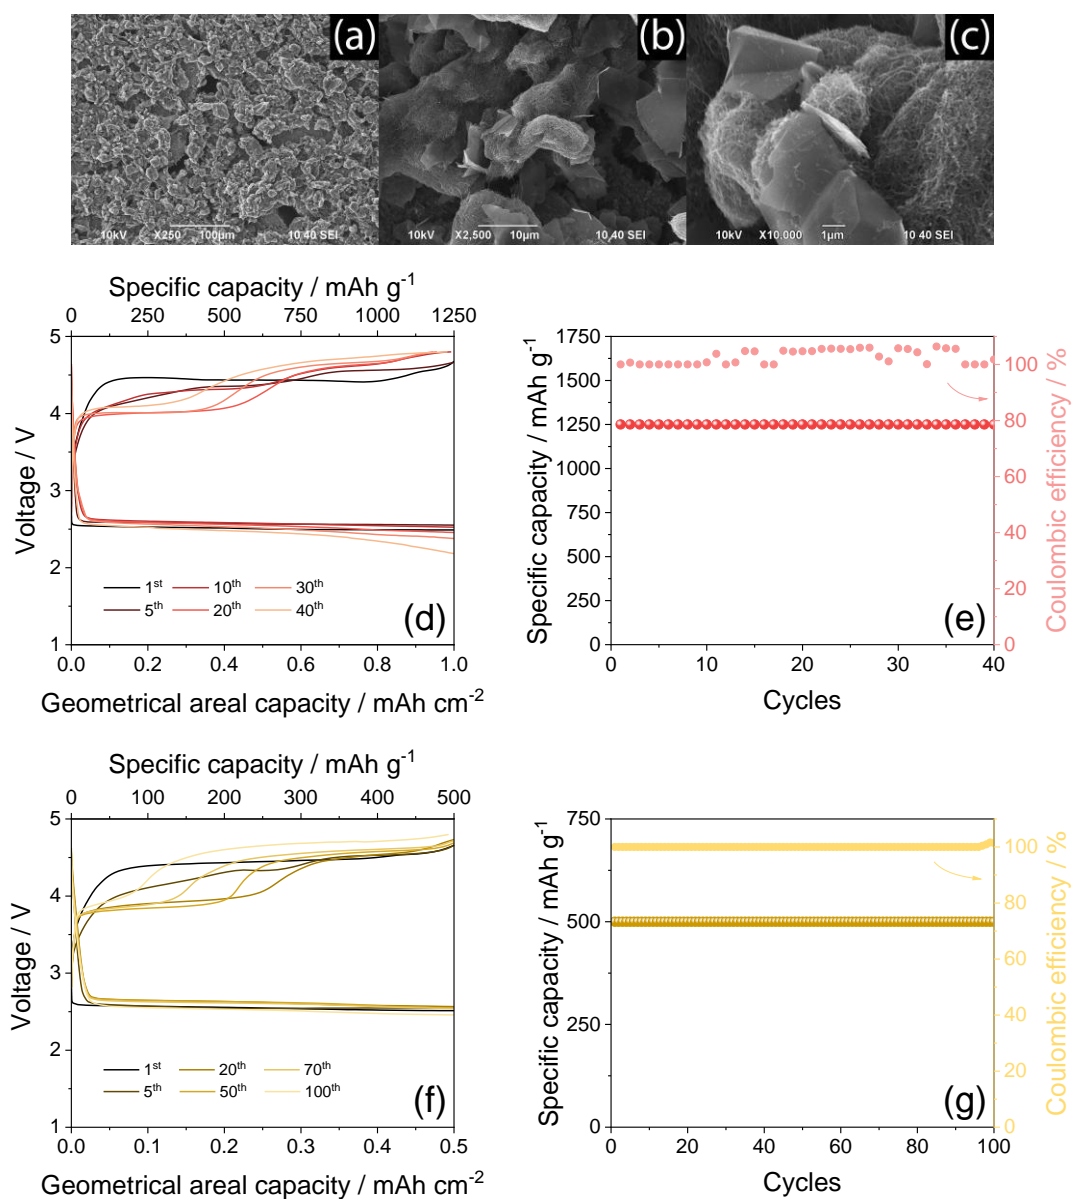 (a) (b) (c)
10kV X250 100µm 10 40 SEI
10kV X2,500 10µm 10 40 SEI
10kV X10,000 1µm 10 40 SEI
Specific capacity / mAh g-1
0 250 500 750 1000 1250
5
4
3
2
1
Voltage / V
1st 10th 30th
5th 20th 40th
(d)
0.0 0.2 0.4 0.6 0.8 1.0
Geometrical areal capacity / mAh cm-2
1750
1500
1250
1000
750
500
250
0
Specific capacity / mAh g-1
100
80
60
40
20
0
Coulombic efficiency / %
(e)
0 10 20 30 40
Cycles
Specific capacity / mAh g-1
0 100 200 300 400 500
5
4
3
2
1
Voltage / V
1st 20th 70th
5th 50th 100th
(f)
0.0 0.1 0.2 0.3 0.4 0.5
Geometrical areal capacity / mAh cm-2
750
500
250
0
Specific capacity / mAh g-1
100
80
60
40
20
0
Coulombic efficiency / %
(g)
0 20 40 60 80 100
Cycles